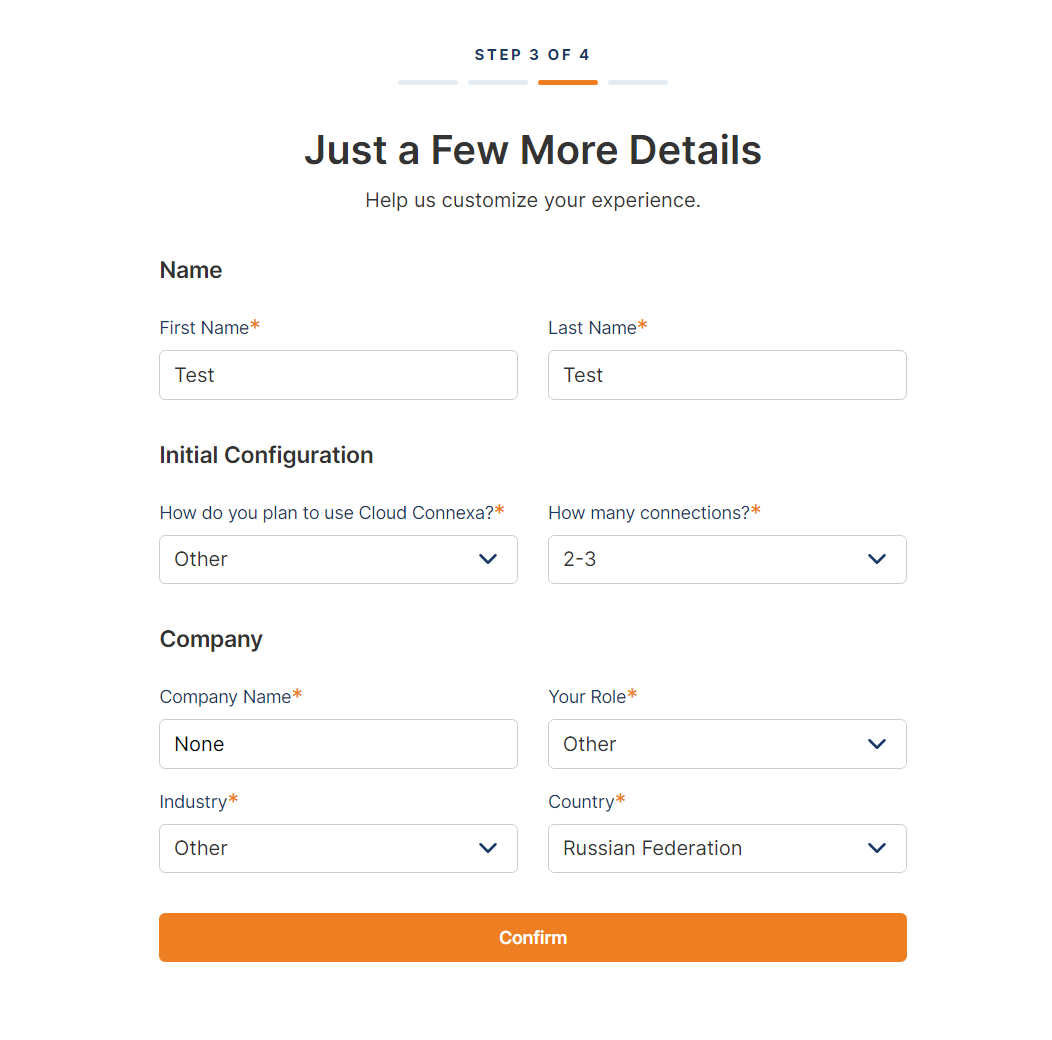 STEP 3 OF 4
Just a Few More Details
Help us customize your experience.
Name
First Name* Last Name*
Test Test
Initial Configuration
How do you plan to use Cloud Connexa?* How many connections?*
Other 2-3
Company
Company Name* Your Role*
None Other
Industry* Country*
Other Russian Federation
Confirm